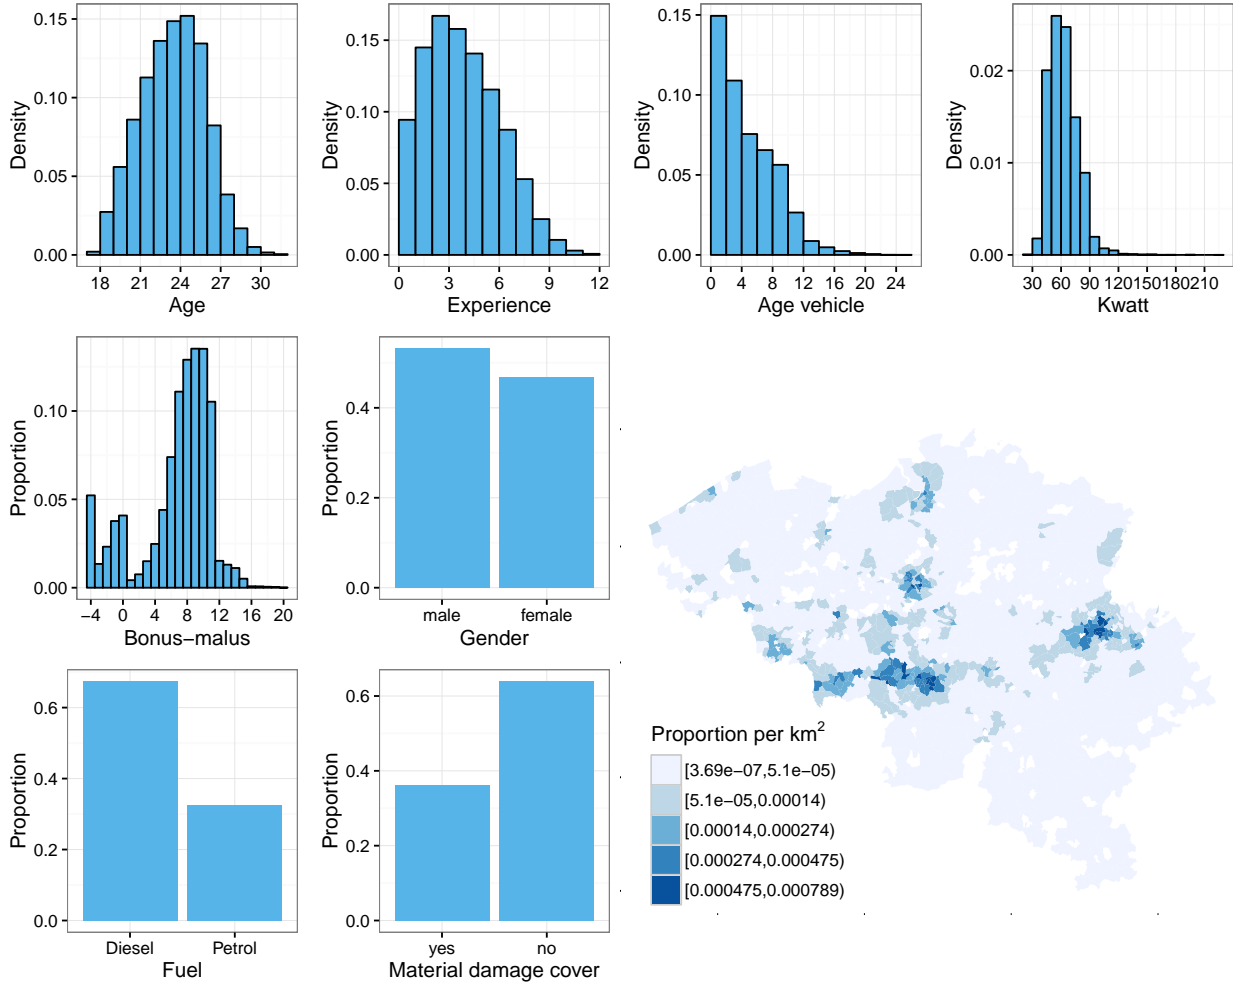 Density
0.15
0.10
0.05
0.00
18 21 24 27 30
Age
Density
0.15
0.10
0.05
0.00
0 3 6 9 12
Experience
Density
0.15
0.10
0.05
0.00
0 4 8 12 16 20 24
Age vehicle
Density
0.02
0.01
0.00
30 60 90 120 150 180 210
Kwatt
Proportion
0.10
0.05
0.00
−4 0 4 8 12 16 20
Bonus−malus
Proportion
0.4
0.2
0.0
male female
Gender
Proportion
0.6
0.4
0.2
0.0
Diesel Petrol
Fuel
Proportion
0.6
0.4
0.2
0.0
yes no
Material damage cover
Proportion per km²
[3.69e−07,5.1e−05)
[5.1e−05,0.00014)
[0.00014,0.000274)
[0.000274,0.000475)
[0.000475,0.000789)